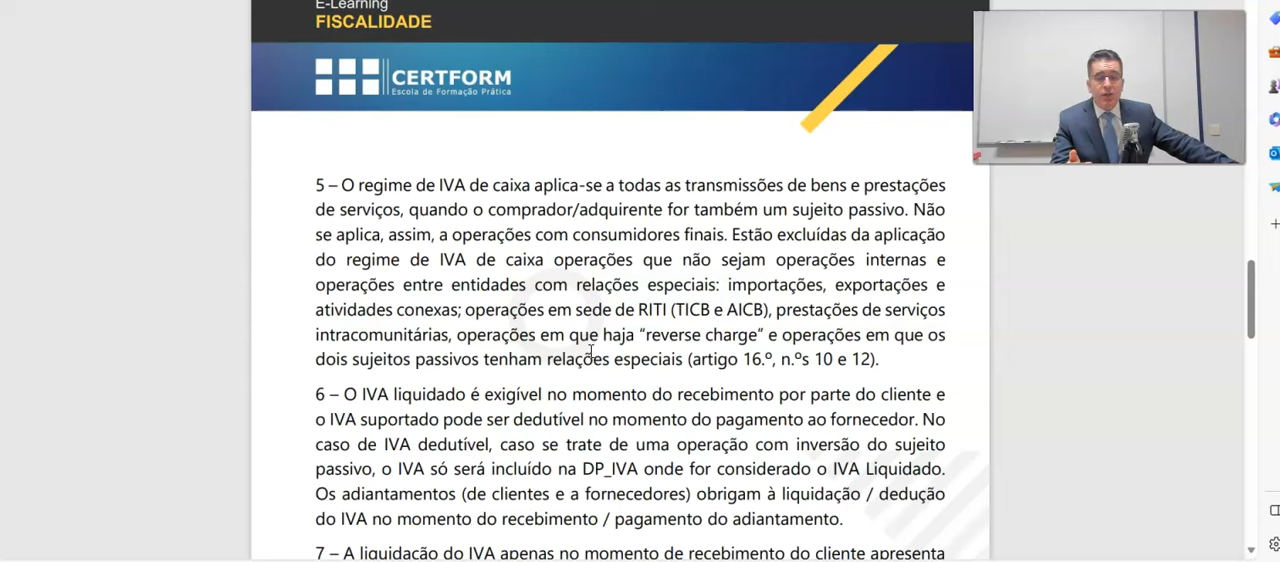 E-Learning
FISCALIDADE
CERTFORM
Escola de Formação Prática
5 – O regime de IVA de caixa aplica-se a todas as transmissões de bens e prestações
de serviços, quando o comprador/adquirente for também um sujeito passivo. Não
se aplica, assim, a operações com consumidores finais. Estão excluídas da aplicação
do regime de IVA de caixa operações que não sejam operações internas e
operações entre entidades com relações especiais: importações, exportações e
atividades conexas; operações em sede de RITI (TICB e AICB), prestações de serviços
intracomunitárias, operações em que haja “reverse charge” e operações em que os
dois sujeitos passivos tenham relações especiais (artigo 16.º, n.ºs 10 e 12).
6 – O IVA liquidado é exigível no momento do recebimento por parte do cliente e
o IVA suportado pode ser dedutível no momento do pagamento ao fornecedor. No
caso de IVA dedutível, caso se trate de uma operação com inversão do sujeito
passivo, o IVA só será incluído na DP_IVA onde for considerado o IVA Liquidado.
Os adiantamentos (de clientes e a fornecedores) obrigam à liquidação / dedução
do IVA no momento do recebimento / pagamento do adiantamento.
7 – A liquidação do IVA apenas no momento de recebimento do cliente apresenta